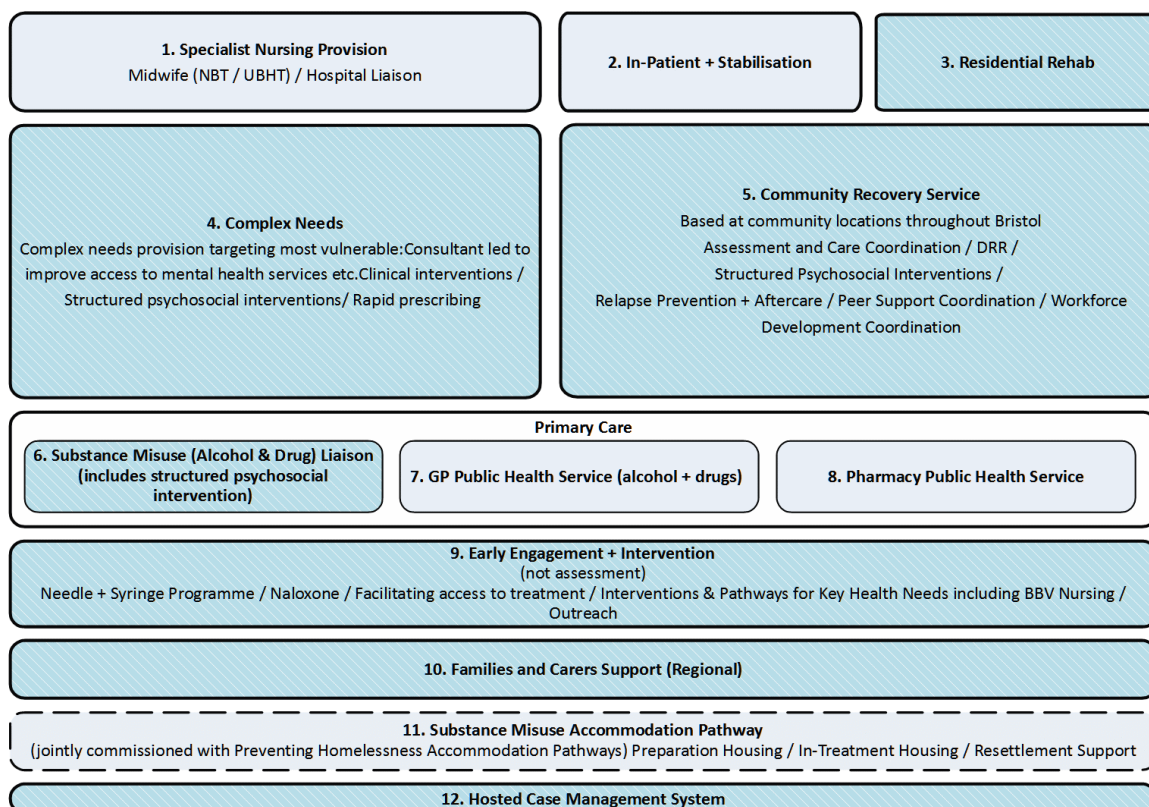 1. Specialist Nursing Provision
Midwife (NBT / UBHT) / Hospital Liaison
2. In-Patient + Stabilisation
3. Residential Rehab
4. Complex Needs
Complex needs provision targeting most vulnerable:Consultant led to
improve access to mental health services etc.Clinical interventions /
Structured psychosocial interventions/ Rapid prescribing
5. Community Recovery Service
Based at community locations throughout Bristol
Assessment and Care Coordination / DRR /
Structured Psychosocial Interventions /
Relapse Prevention + Aftercare / Peer Support Coordination / Workforce
Development Coordination
Primary Care
6. Substance Misuse (Alcohol & Drug) Liaison
(includes structured psychosocial
intervention)
7. GP Public Health Service (alcohol + drugs)
8. Pharmacy Public Health Service
9. Early Engagement + Intervention
(not assessment)
Needle + Syringe Programme / Naloxone / Facilitating access to treatment / Interventions & Pathways for Key Health Needs including BBV Nursing /
Outreach
10. Families and Carers Support (Regional)
11. Substance Misuse Accommodation Pathway
(jointly commissioned with Preventing Homelessness Accommodation Pathways) Preparation Housing / In-Treatment Housing / Resettlement Support
12. Hosted Case Management System